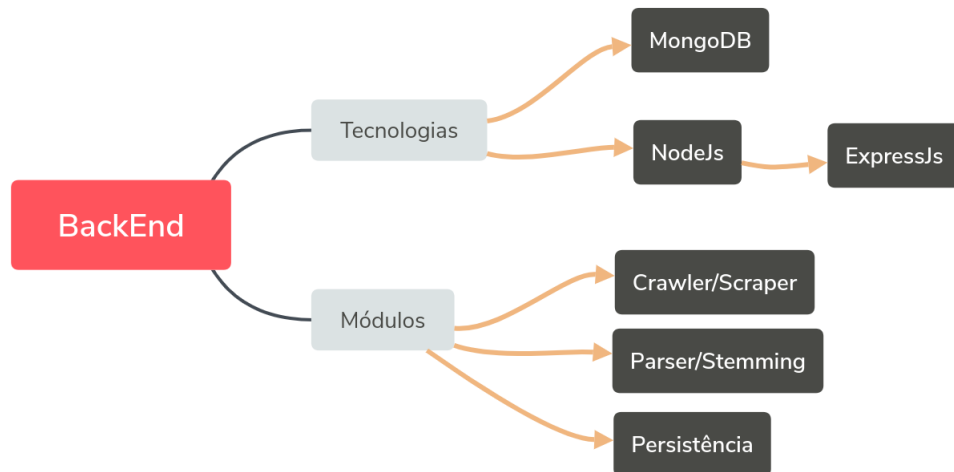 MongoDB
Tecnologias
NodeJs
ExpressJs
BackEnd
Módulos
Crawler/Scraper
Parser/Stemming
Persistência